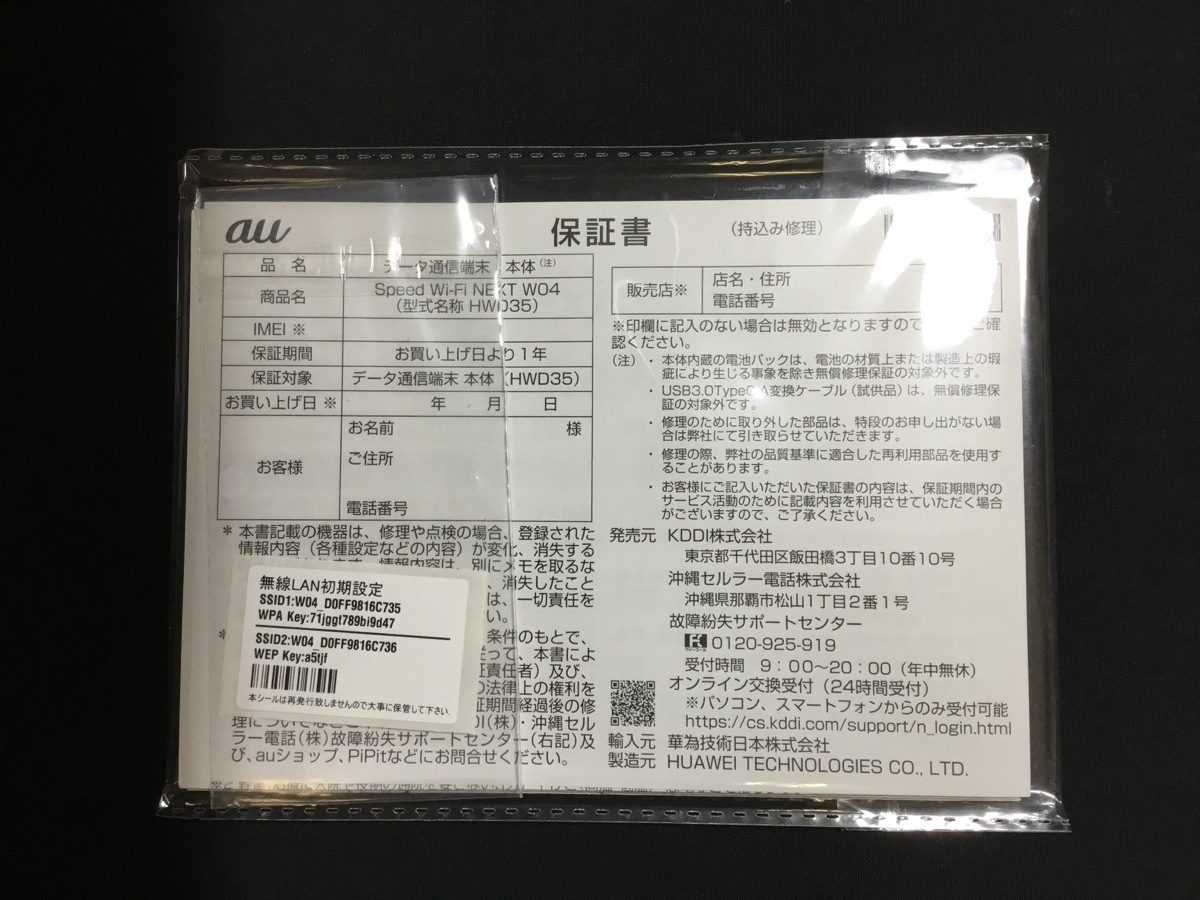 au
保証書
（持込み修理）
品 名 データ通信端末 本体（注）
商品名 Speed Wi-Fi NEXT W04
（型式名称 HWD35）
IMEI ※
保証期間 お買い上げ日より1年
保証対象 データ通信端末 本体（HWD35）
お買い上げ日 ※ 年 月 日
お客様
お名前 様
ご住所
電話番号
＊ 本書記載の機器は、修理や点検の場合、登録された
情報内容（各種設定などの内容）が変化、消失する
情報内容は、別にメモを取るな
、消失したこと
は、一切責任を
い。
＊
条件のもとで、
従って、本書によ
責任者）及び、
法律上の権利を
証期間経過後の修
理について
KDDI(株)・沖縄セル
ラー電話(株)故障紛失サポートセンター(右記)及
び、auショップ、PiPitなどにお問合せください。
無線LAN初期設定
SSID1:W04_D0FF9816C735
WPA Key:71jggt789bi9d47
SSID2:W04_D0FF9816C736
WEP Key:a5tjf
本シールは再発行致しませんので大事に保管して下さい。
販売店※
店名・住所
電話番号
※印欄に記入のない場合は無効となりますので ご確
認ください。
（注）・ 本体内蔵の電池パックは、電池の材質上または製造上の瑕
疵により生じる事象を除き無償修理保証の対象外です。
・ USB3.0TypeC-A変換ケーブル（試供品）は、無償修理保
証の対象外です。
・ 修理のために取り外した部品は、特段のお申し出がない場
合は弊社にて引き取らせていただきます。
・ 修理の際、弊社の品質基準に適合した再利用部品を使用す
ることがあります。
・ お客様にご記入いただいた保証書の内容は、保証期間内の
サービス活動のために記載内容を利用させていただく場合
がございますので、ご了承ください。
発売元 KDDI株式会社
東京都千代田区飯田橋3丁目10番10号
沖縄セルラー電話株式会社
沖縄県那覇市松山1丁目2番1号
故障紛失サポートセンター
0120-925-919
受付時間 9：00～20：00（年中無休）
オンライン交換受付（24時間受付）
※パソコン、スマートフォンからのみ受付可能
https://cs.kddi.com/support/n_login.html
輸入元 華為技術日本株式会社
製造元 HUAWEI TECHNOLOGIES CO., LTD.